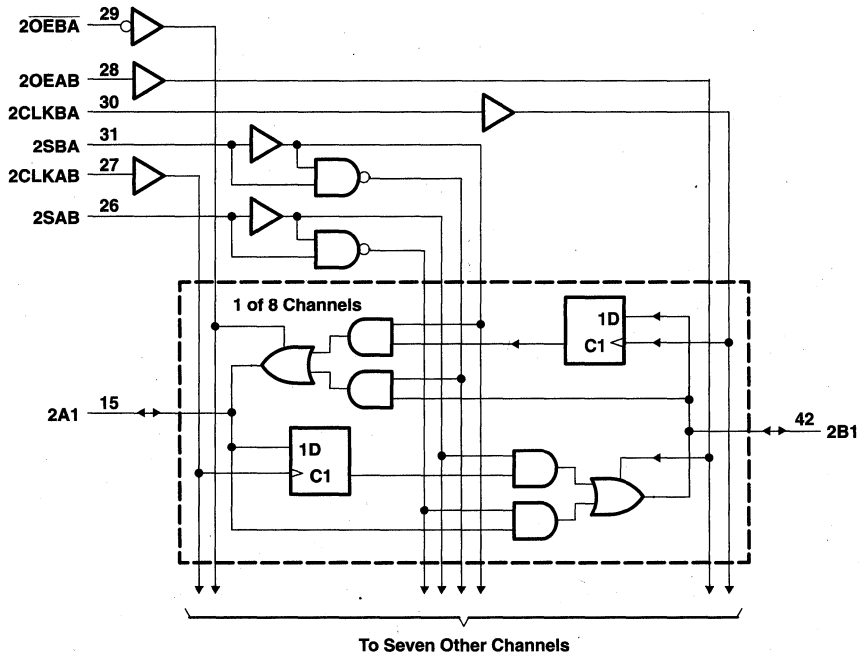 2OEBA 29
2OEAB 28
2CLKBA 30
2SBA 31
2CLKAB 27
2SAB 26
1 of 8 Channels
1D
C1
2A1 15
42 2B1
1D
C1
To Seven Other Channels